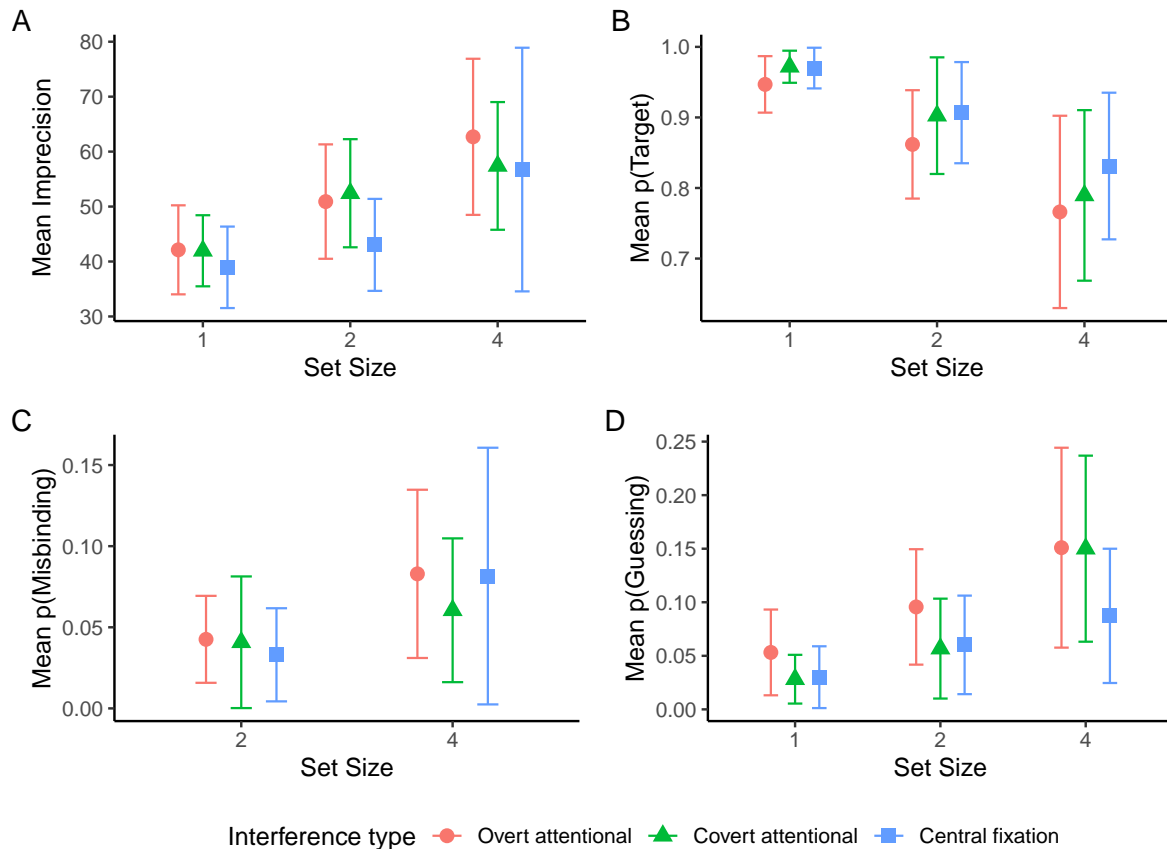 A
80
70
60
50
40
30
Mean Imprecision
1 2 4
Set Size
B
1.0
0.9
0.8
0.7
Mean p(Target)
1 2 4
Set Size
C
0.15
0.10
0.05
0.00
Mean p(Misbinding)
2 4
Set Size
D
0.25
0.20
0.15
0.10
0.05
0.00
Mean p(Guessing)
1 2 4
Set Size
Interference type Overt attentional Covert attentional Central fixation